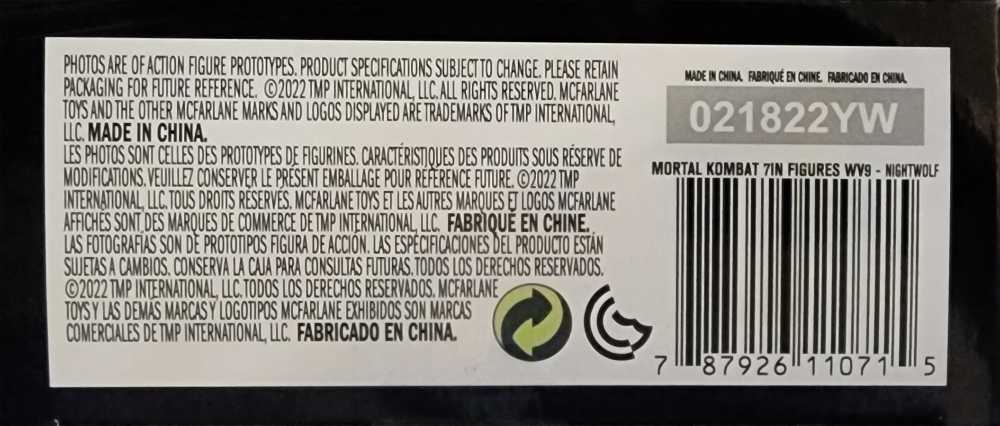 PHOTOS ARE OF ACTION FIGURE PROTOTYPES. PRODUCT SPECIFICATIONS SUBJECT TO CHANGE. PLEASE RETAIN
PACKAGING FOR FUTURE REFERENCE. ©2022 TMP INTERNATIONAL, LLC. ALL RIGHTS RESERVED. MCFARLANE
TOYS AND THE OTHER MCFARLANE MARKS AND LOGOS DISPLAYED ARE TRADEMARKS OF TMP INTERNATIONAL,
LLC. MADE IN CHINA.
LES PHOTOS SONT CELLES DES PROTOTYPES DE FIGURINES. CARACTÉRISTIQUES DES PRODUITS SOUS RÉSERVE DE
MODIFICATIONS. VEUILLEZ CONSERVER LE PRÉSENT EMBALLAGE POUR RÉFÉRENCE FUTURE. ©2022 TMP
INTERNATIONAL, LLC. TOUS DROITS RÉSERVÉS. MCFARLANE TOYS ET LES AUTRES MARQUES ET LOGOS MCFARLANE
AFFICHÉS SONT DES MARQUES DE COMMERCE DE TMP INTERNATIONAL, LLC. FABRIQUÉ EN CHINE.
LAS FOTOGRAFÍAS SON DE PROTOTIPOS FIGURA DE ACCIÓN. LAS ESPECIFICACIONES DEL PRODUCTO ESTÁN
SUJETAS A CAMBIOS. CONSERVA LA CAJA PARA CONSULTAS FUTURAS. TODOS LOS DERECHOS RESERVADOS.
©2022 TMP INTERNATIONAL, LLC. TODOS LOS DERECHOS RESERVADOS. MCFARLANE
TOYS Y LAS DEMAS MARCAS Y LOGOTIPOS MCFARLANE EXHIBIDOS SON MARCAS
COMERCIALES DE TMP INTERNATIONAL, LLC. FABRICADO EN CHINA.
MADE IN CHINA. FABRIQUÉ EN CHINE. FABRICADO EN CHINA.
021822YW
MORTAL KOMBAT 7IN FIGURES WV9 - NIGHTWOLF
7 87926 11071 5